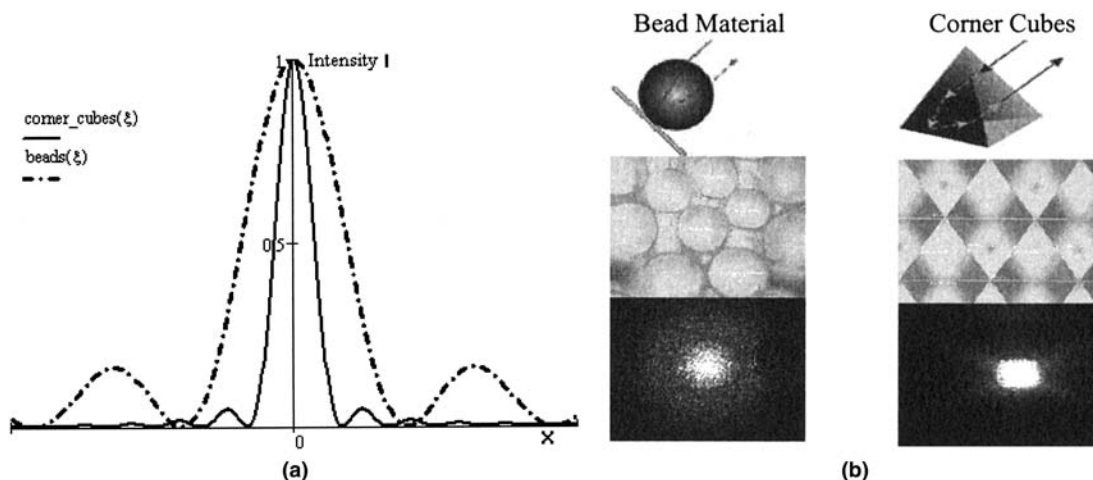 1
Intensity I
corner_cubes(ξ)
beads(ξ)
0.5
0
X
(a)
Bead Material
Corner Cubes
(b)